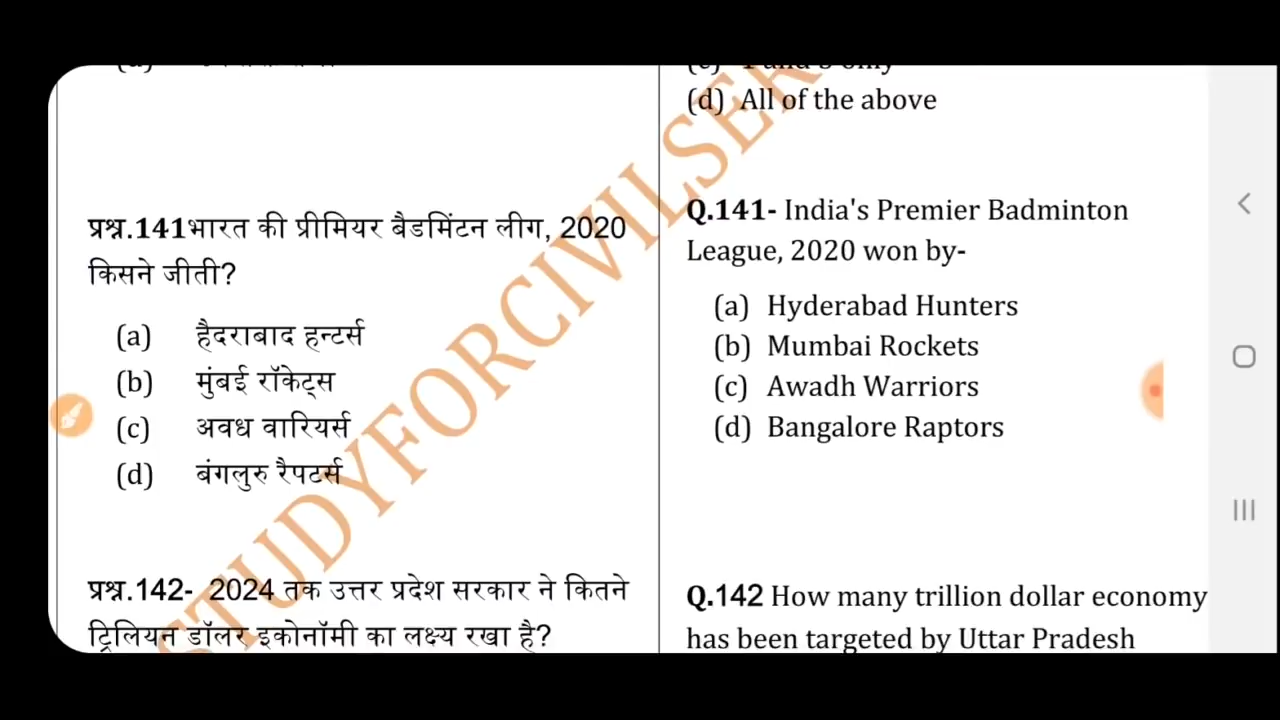 प्रश्न.141भारत की प्रीमियर बैडमिंटन लीग, 2020
किसने जीती?
(a) हैदराबाद हन्टर्स
(b) मुंबई रॉकेट्स
(c) अवध वारियर्स
(d) बंगलुरु रैपटर्स
प्रश्न.142- 2024 तक उत्तर प्रदेश सरकार ने कितने
ट्रिलियन डॉलर इकोनॉमी का लक्ष्य रखा है?
(d) All of the above
Q.141- India's Premier Badminton
League, 2020 won by-
(a) Hyderabad Hunters
(b) Mumbai Rockets
(c) Awadh Warriors
(d) Bangalore Raptors
Q.142 How many trillion dollar economy
has been targeted by Uttar Pradesh
STUDYFORCIVILSER